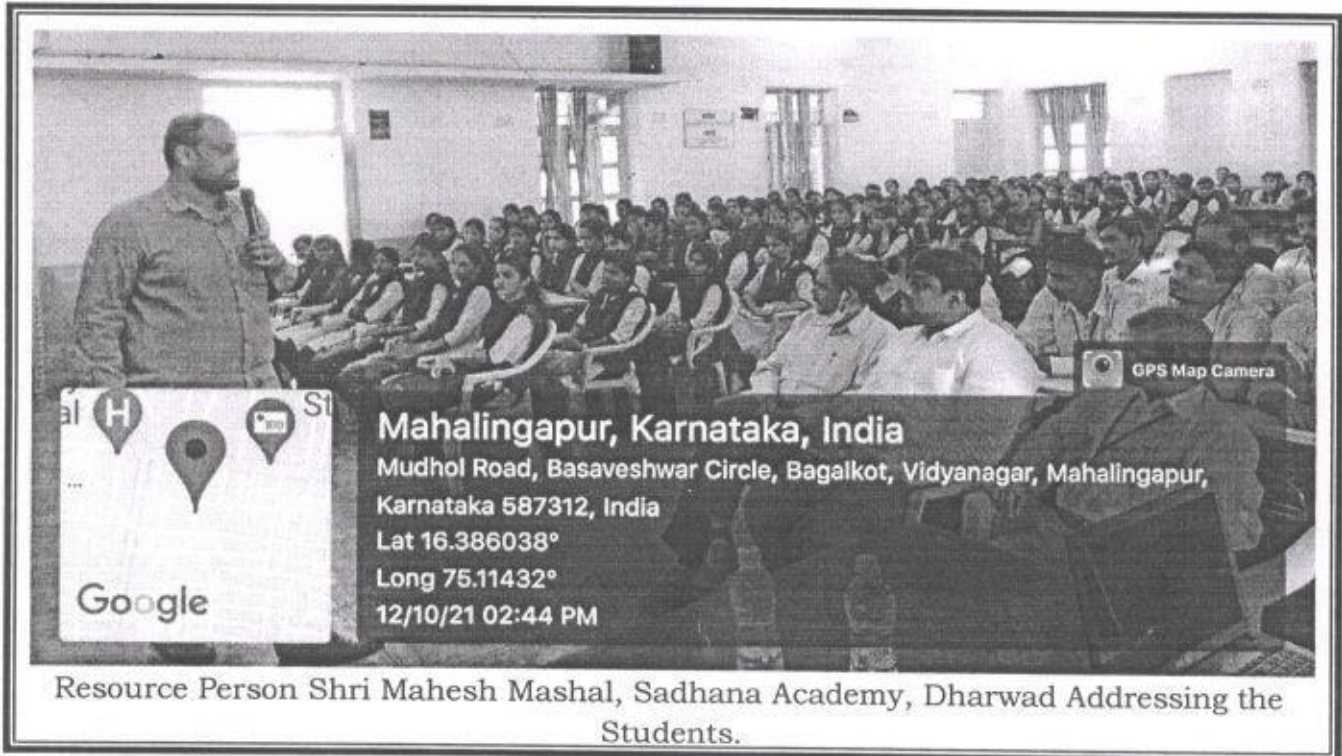 GPS Map Camera
al
H
St
Mahalingapur, Karnataka, India
Mudhol Road, Basaveshwar Circle, Bagalkot, Vidyanagar, Mahalingapur,
Karnataka 587312, India
Lat 16.386038°
Long 75.11432°
12/10/21 02:44 PM
...
Google
Resource Person Shri Mahesh Mashal, Sadhana Academy, Dharwad Addressing the
Students.